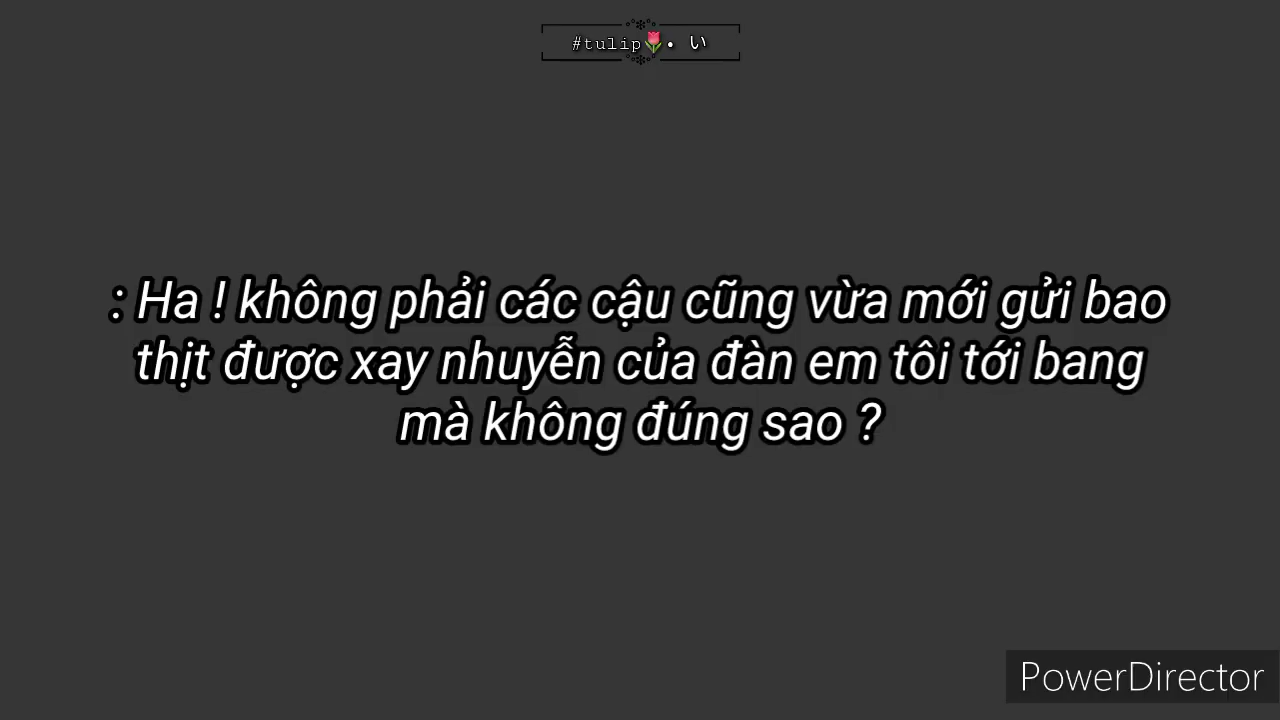 #tulip🌷• い
: Ha ! không phải các cậu cũng vừa mới gửi bao
thịt được xay nhuyễn của đàn em tôi tới bang
mà không đúng sao ?
PowerDirector